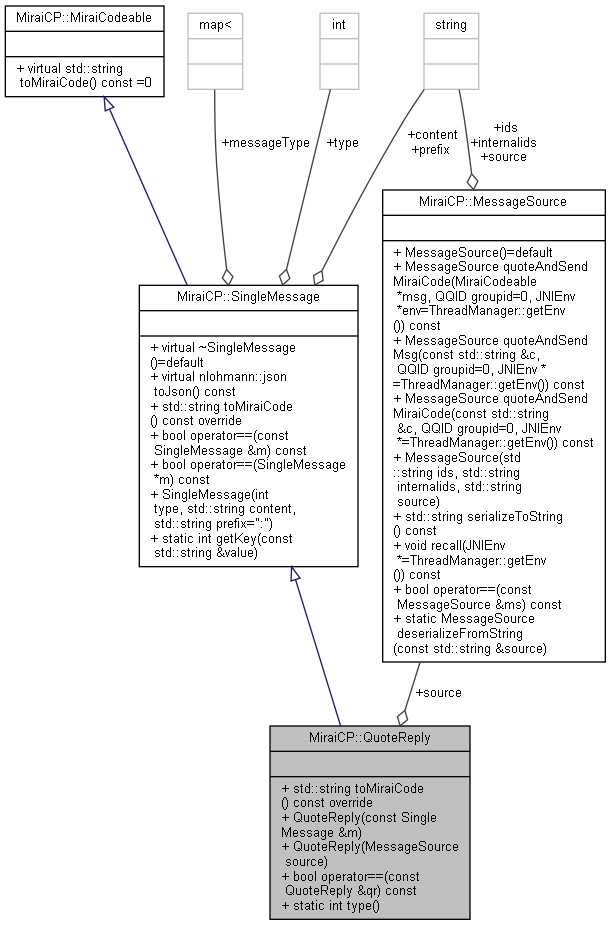 MiraiCP::MiraiCodeable
+ virtual std::string
toMiraiCode() const =0
map<
int
string
+messageType
+type
+content
+prefix
+ids
+internalids
+source
MiraiCP::MessageSource
+ MessageSource()=default
+ MessageSource quoteAndSend
MiraiCode(MiraiCodeable
*msg, QQID groupid=0, JNIEnv
*env=ThreadManager::getEnv
()) const
+ MessageSource quoteAndSend
Msg(const std::string &c,
QQID groupid=0, JNIEnv *
=ThreadManager::getEnv()) const
+ MessageSource quoteAndSend
MiraiCode(const std::string
&c, QQID groupid=0, JNIEnv
*=ThreadManager::getEnv()) const
+ MessageSource(std
::string ids, std::string
internalids, std::string
source)
+ std::string serializeToString
() const
+ void recall(JNIEnv
*=ThreadManager::getEnv
()) const
+ bool operator==(const
MessageSource &ms) const
+ static MessageSource
deserializeFromString
(const std::string &source)
MiraiCP::SingleMessage
+ virtual ~SingleMessage
()=default
+ virtual nlohmann::json
toJson() const
+ std::string toMiraiCode
() const override
+ bool operator==(const
SingleMessage &m) const
+ bool operator==(SingleMessage
*m) const
+ SingleMessage(int
type, std::string content,
std::string prefix=":")
+ static int getKey(const
std::string &value)
+source
MiraiCP::QuoteReply
+ std::string toMiraiCode
() const override
+ QuoteReply(const Single
Message &m)
+ QuoteReply(MessageSource
source)
+ bool operator==(const
QuoteReply &qr) const
+ static int type()